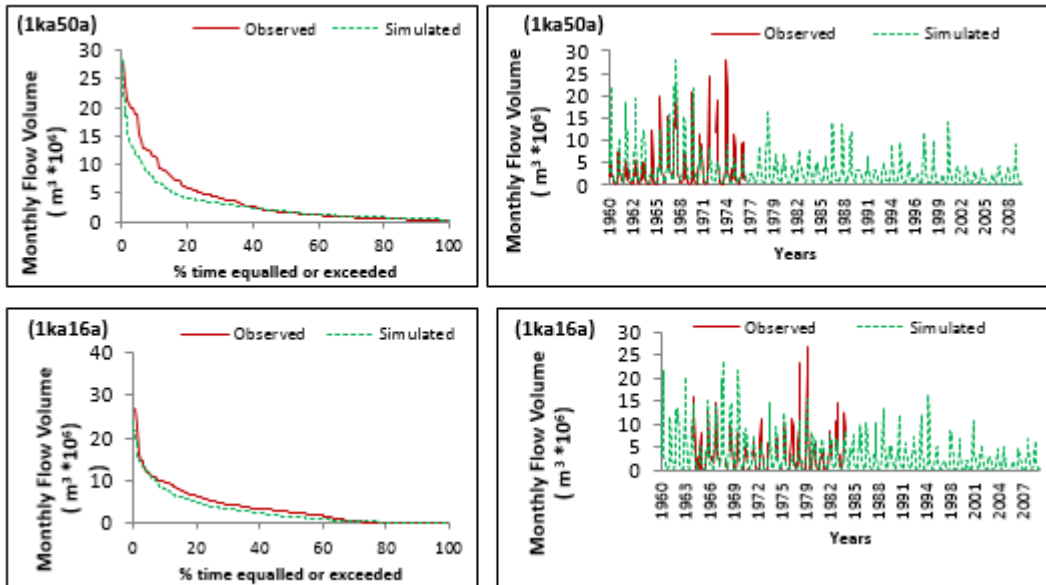 (1ka50a)
Observed Simulated
Monthly Flow Volume
( m³ *10⁶)
30
25
20
15
10
5
0
0 20 40 60 80 100
% time equalled or exceeded
(1ka50a)
Observed Simulated
Monthly Flow Volume
( m³ *10⁶)
30
25
20
15
10
5
0
1960 1962 1965 1968 1971 1974 1977 1979 1982 1985 1988 1991 1994 1996 1999 2002 2005 2008
Years
(1ka16a)
Observed Simulated
Monthly Flow Volume
( m³ *10⁶)
40
30
20
10
0
0 20 40 60 80 100
% time equalled or exceeded
(1ka16a)
Observed Simulated
Monthly Flow Volume
( m³ *10⁶)
30
25
20
15
10
5
0
1960 1963 1966 1969 1972 1976 1979 1982 1985 1988 1991 1994 1998 2001 2004 2007
Years